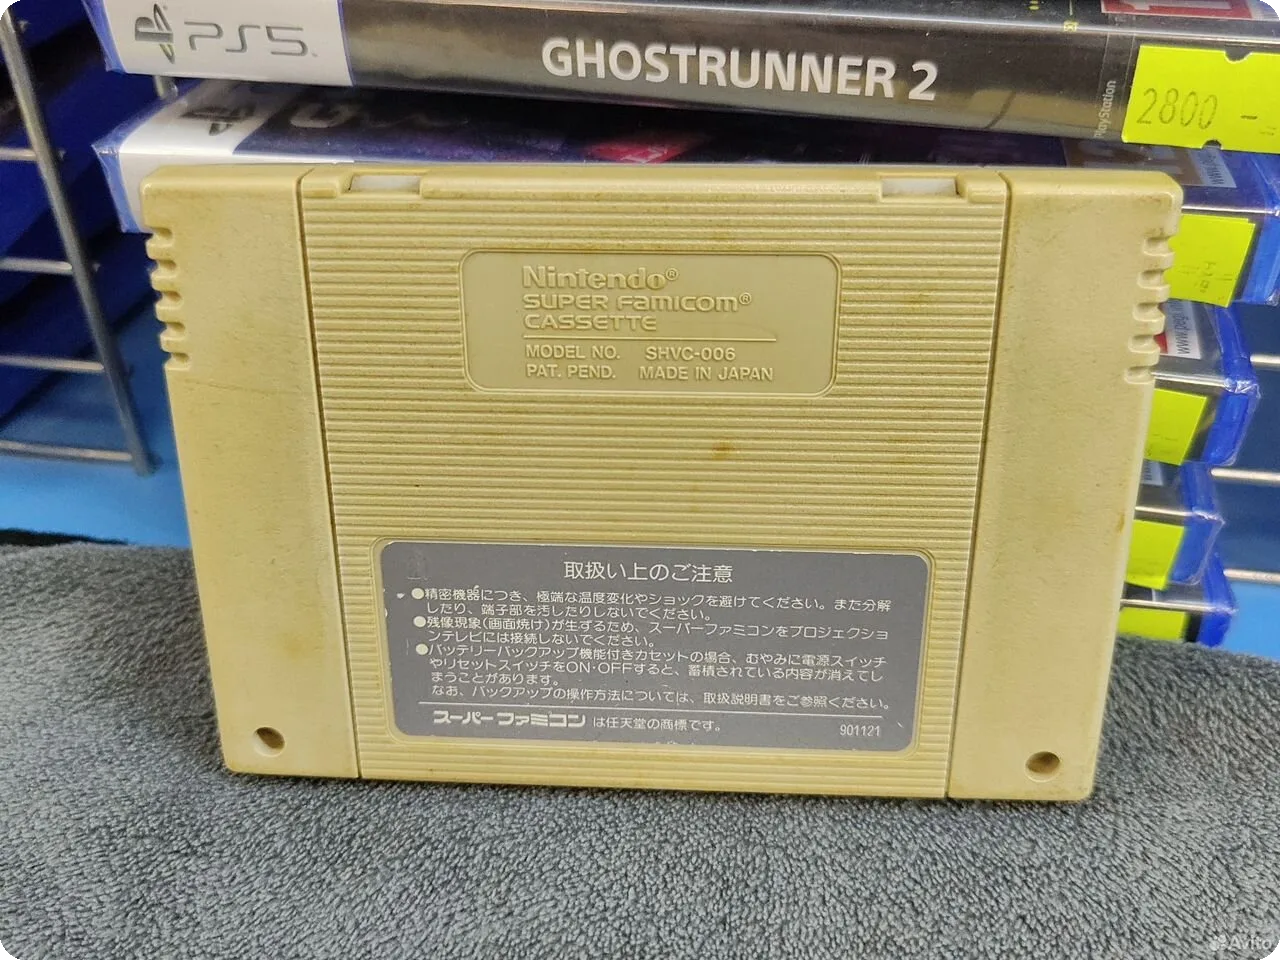 PS5
GHOSTRUNNER 2
PlayStation
2800 -
Nintendo®
SUPER FAMICOM®
CASSETTE
MODEL NO. SHVC-006
PAT. PEND. MADE IN JAPAN
取扱い上のご注意
●精密機器につき、極端な温度変化やショックを避けてください。また分解
したり、端子部を汚したりしないでください。
●残像現象(画面焼け)が生ずるため、スーパーファミコンをプロジェクショ
ンテレビには接続しないでください。
●バッテリーバックアップ機能付きカセットの場合、むやみに電源スイッチ
やリセットスイッチをON・OFFすると、蓄積されている内容が消えてし
まうことがあります。
なお、バックアップの操作方法については、取扱説明書をご参照ください。
スーパーファミコン は任天堂の商標です。
901121
Avito